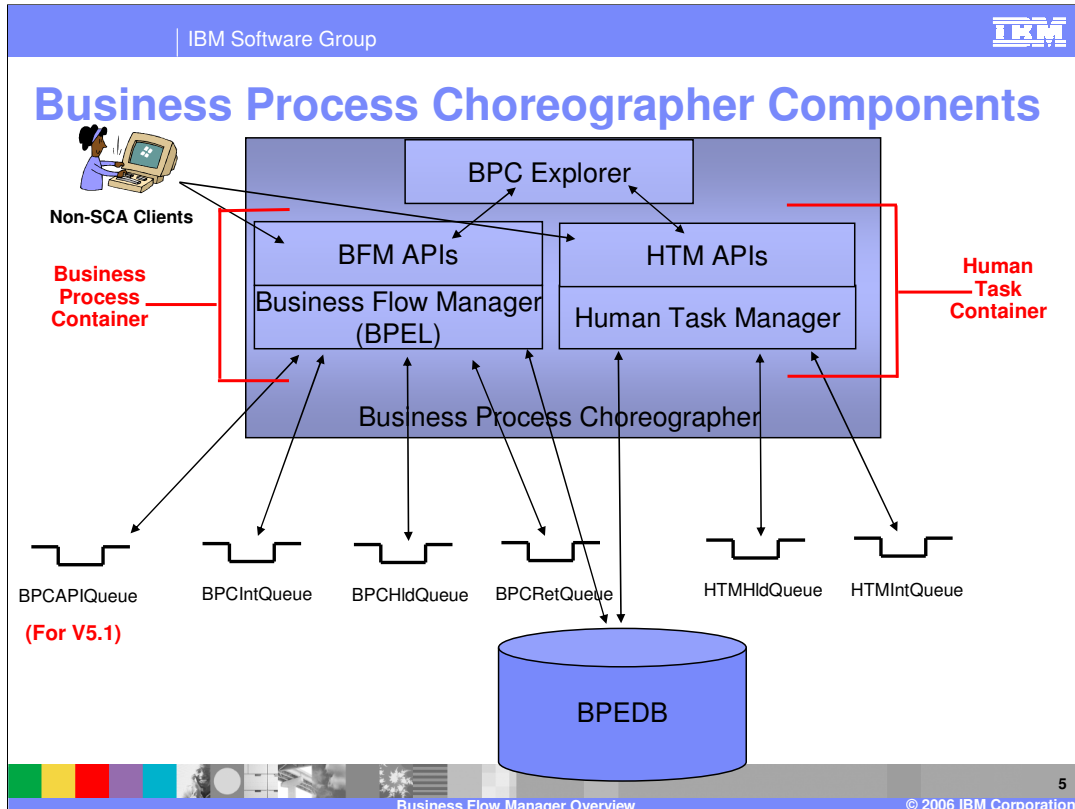 IBM Software Group
IBM
Business Process Choreographer Components
BPC Explorer
Non-SCA Clients
BFM APIs
HTM APIs
Business
Process
Container
Human
Task
Container
Business Flow Manager
(BPEL)
Human Task Manager
Business Process Choreographer
BPCAPIQueue
BPCIntQueue
BPCHldQueue
BPCRetQueue
HTMHldQueue
HTMIntQueue
(For V5.1)
BPEDB
5
Business Flow Manager Overview
© 2006 IBM Corporation